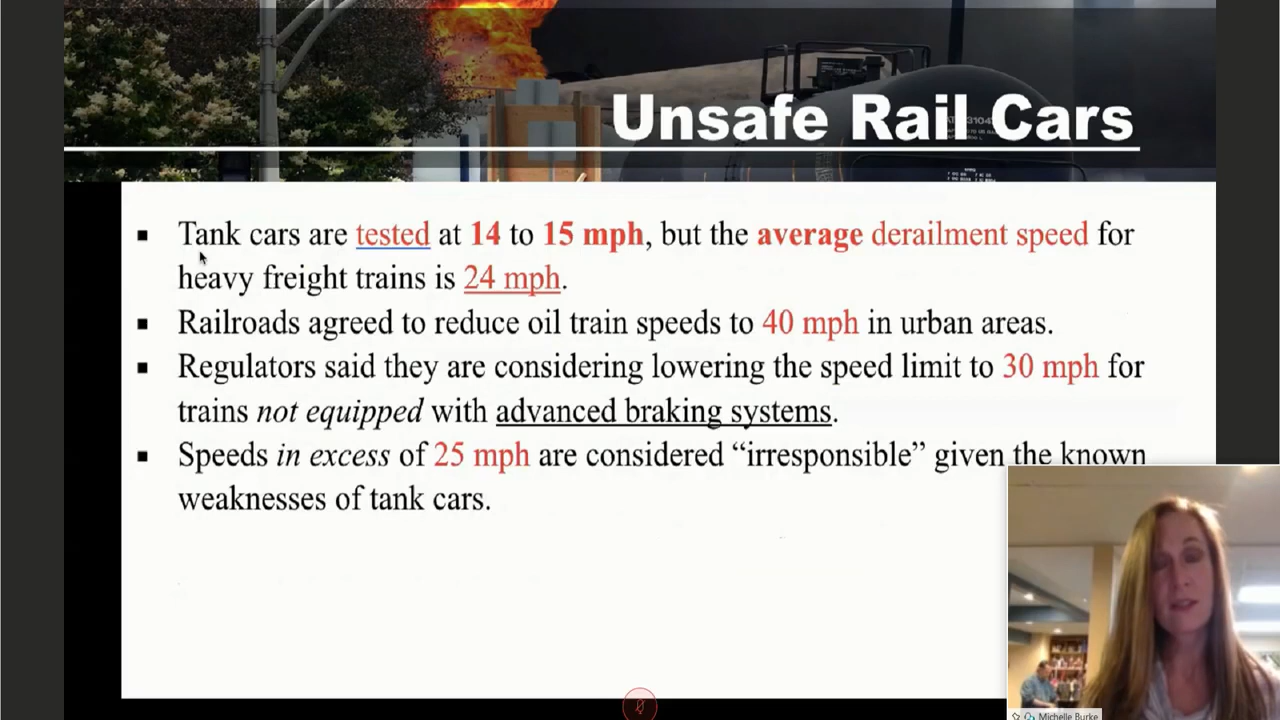 Unsafe Rail Cars
▪ Tank cars are tested at 14 to 15 mph, but the average derailment speed for
heavy freight trains is 24 mph.
▪ Railroads agreed to reduce oil train speeds to 40 mph in urban areas.
▪ Regulators said they are considering lowering the speed limit to 30 mph for
trains not equipped with advanced braking systems.
▪ Speeds in excess of 25 mph are considered “irresponsible” given the known
weaknesses of tank cars.
Michelle Burke